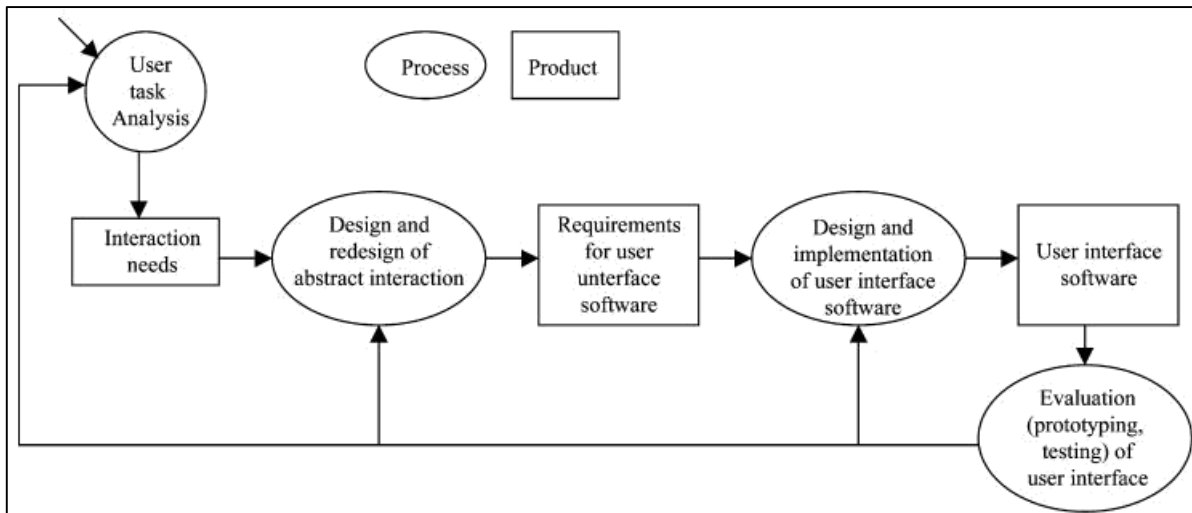 User
task
Analysis
Process
Product
Interaction
needs
Design and
redesign of
abstract interaction
Requirements
for user
unterface
software
Design and
implementation
of user interface
software
User interface
software
Evaluation
(prototyping,
testing) of
user interface